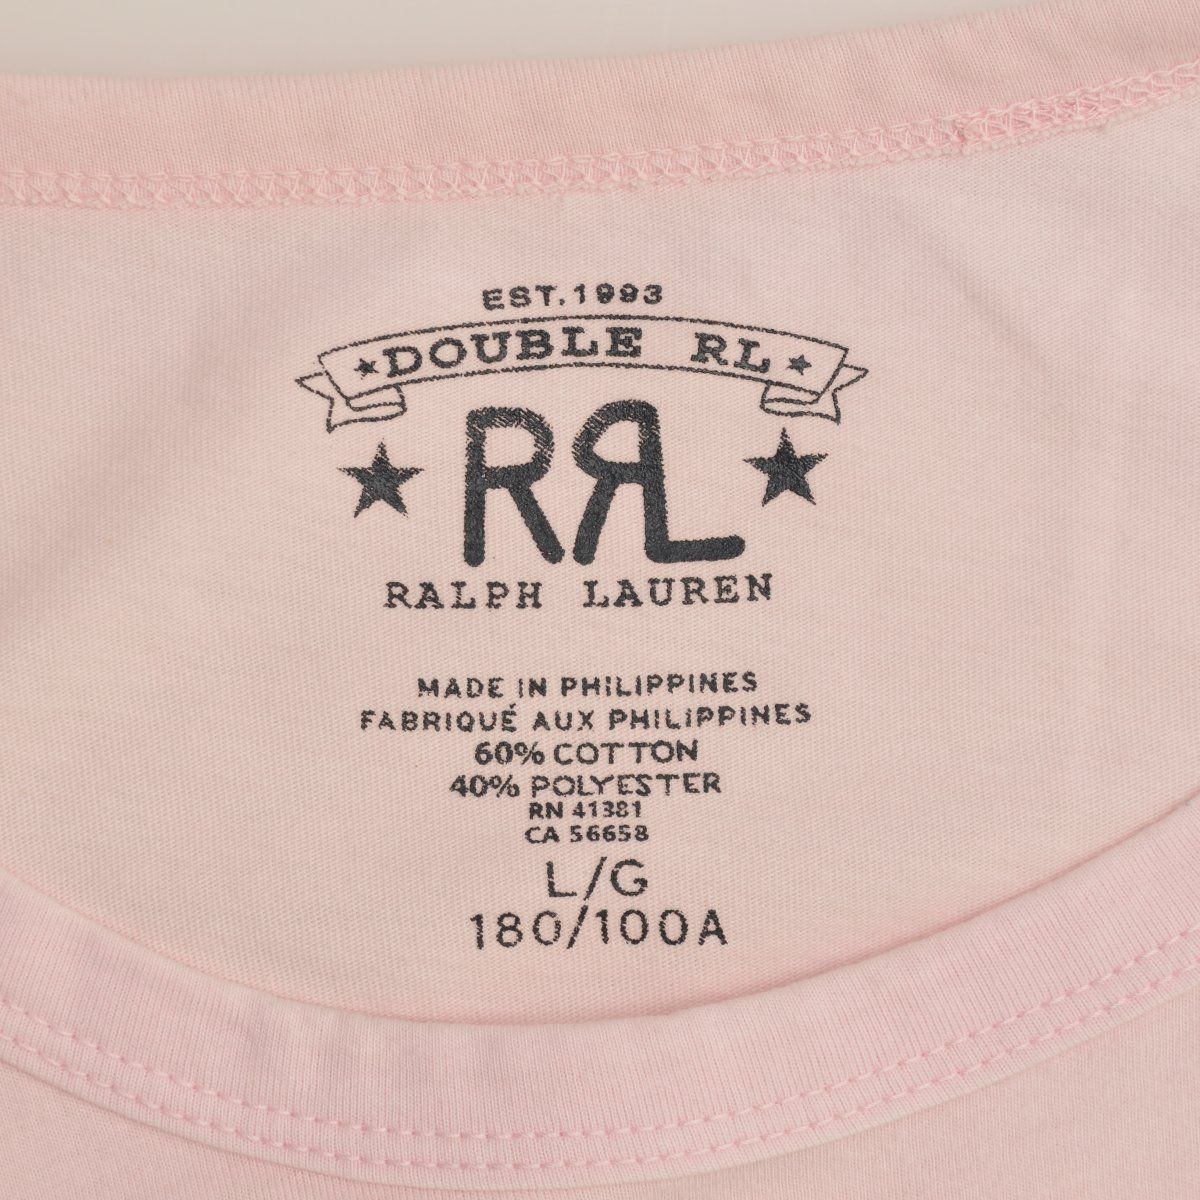 EST. 1993
DOUBLE RL
RRL
RALPH LAUREN
MADE IN PHILIPPINES
FABRIQUÉ AUX PHILIPPINES
60% COTTON
40% POLYESTER
RN 41381
CA 56658
L/G
180/100A